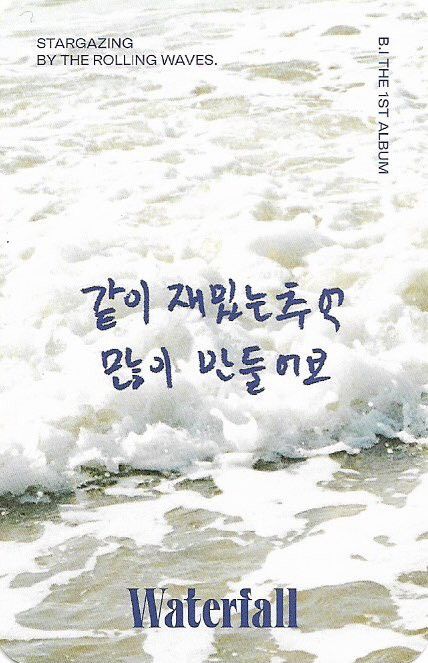 STARGAZING
BY THE ROLLING WAVES.
B.I THE 1ST ALBUM
같이 재밌는 추억
많이 만들어보
Waterfall